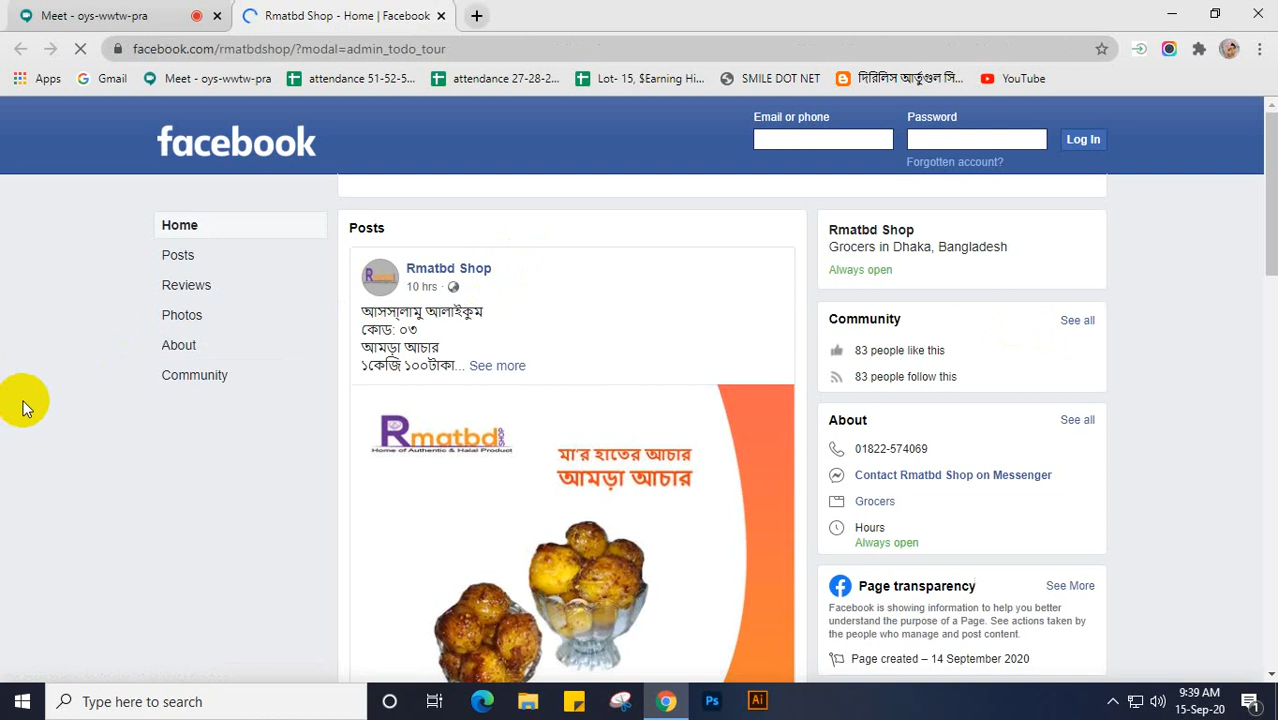 Meet - oys-wwtw-pra
Rmatbd Shop - Home | Facebook
facebook.com/rmatbdshop/?modal=admin_todo_tour
Apps
Gmail
Meet - oys-wwtw-pra
attendance 51-52-5...
attendance 27-28-2...
Lot- 15, $Earning Hi...
SMILE DOT NET
দিরিলিস আর্তুগুল সি...
YouTube
facebook
Email or phone
Password
Log In
Forgotten account?
Home
Posts
Reviews
Photos
About
Community
Posts
Rmatbd Shop
10 hrs ·
আসসালামু আলাইকুম
কোড: ০৩
আমড়া আচার
১কেজি ১০০টাকা... See more
Rmatbd SHOP
Home of Authentic & Halal Product
মা'র হাতের আচার
আমড়া আচার
Rmatbd Shop
Grocers in Dhaka, Bangladesh
Always open
Community
See all
83 people like this
83 people follow this
About
See all
01822-574069
Contact Rmatbd Shop on Messenger
Grocers
Hours
Always open
Page transparency
See More
Facebook is showing information to help you better
understand the purpose of a Page. See actions taken by
the people who manage and post content.
Page created – 14 September 2020
Type here to search
Ps
Ai
9:39 AM
15-Sep-20
1